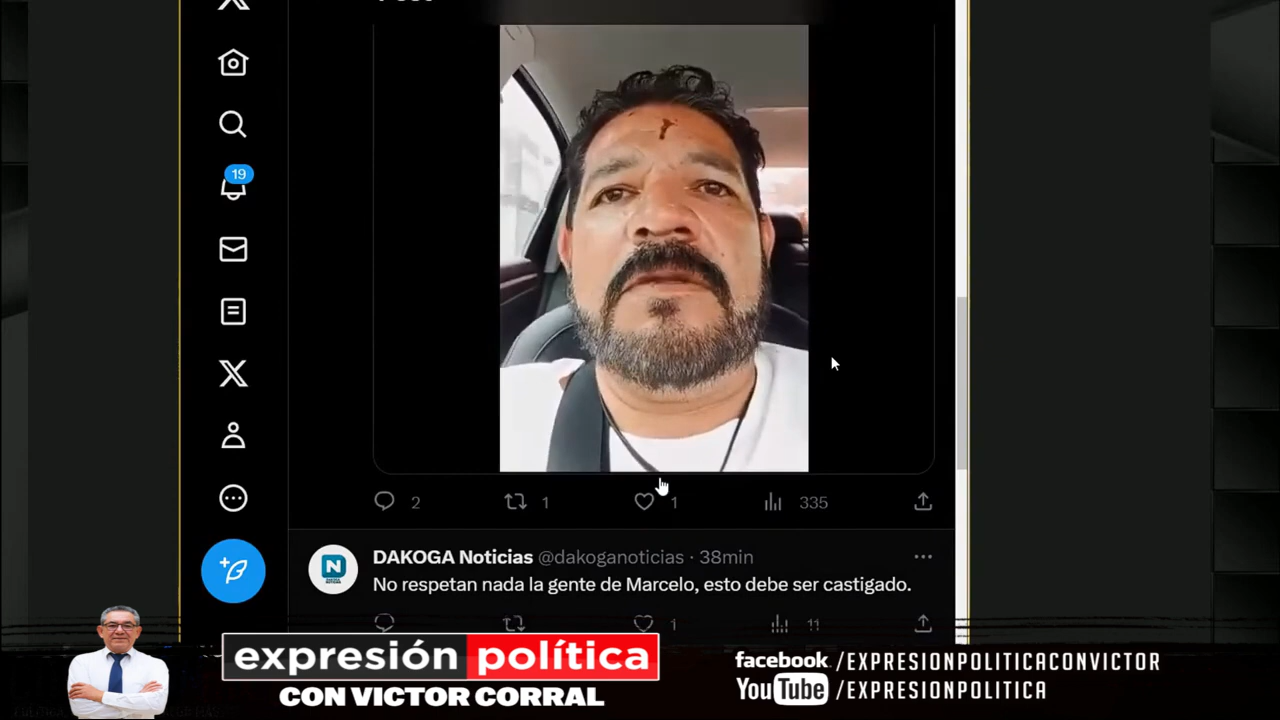 19
2
1
1
335
DAKOGA Noticias @dakoganoticias · 38min
No respetan nada la gente de Marcelo, esto debe ser castigado.
1
11
expresión política
CON VICTOR CORRAL
facebook /EXPRESIONPOLITICACONVICTOR
YouTube /EXPRESIONPOLITICA